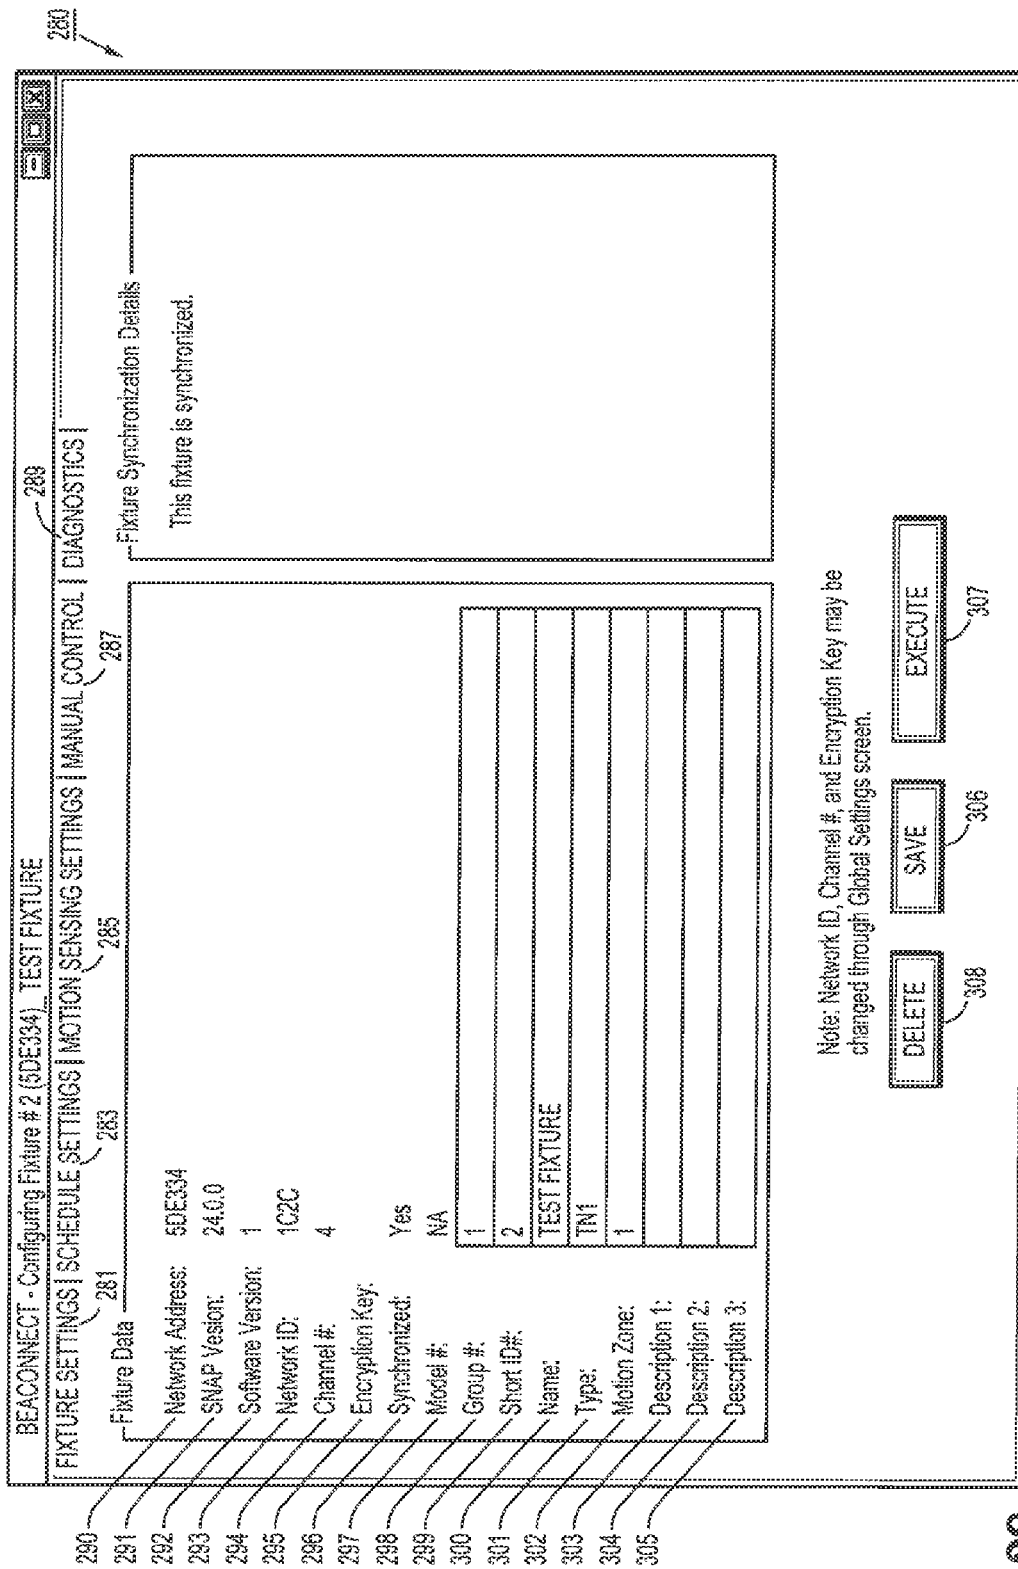 280
BEACONNECT - Configuring Fixture # 2 (5DE334)_ TEST FIXTURE
FIXTURE SETTINGS | SCHEDULE SETTINGS | MOTION SENSING SETTINGS | MANUAL CONTROL | DIAGNOSTICS |
281
283
285
287
289
Fixture Data
290 Network Address: 5DE334
291 SNAP Vesion: 24.0.0
292 Software Version: 1
293 Network ID: 1C2C
294 Channel #: 4
295 Encryption Key:
296 Synchronized: Yes
297 Model #: NA
298 Group #: 1
299 Short ID#: 2
300 Name: TEST FIXTURE
301 Type: TN1
302 Motion Zone: 1
303 Description 1:
304 Description 2:
305 Description 3:
Fixture Synchronization Details
This fixture is synchronized.
Note: Network ID, Channel #, and Encryption Key may be
changed through Global Settings screen.
DELETE
SAVE
EXECUTE
308
306
307